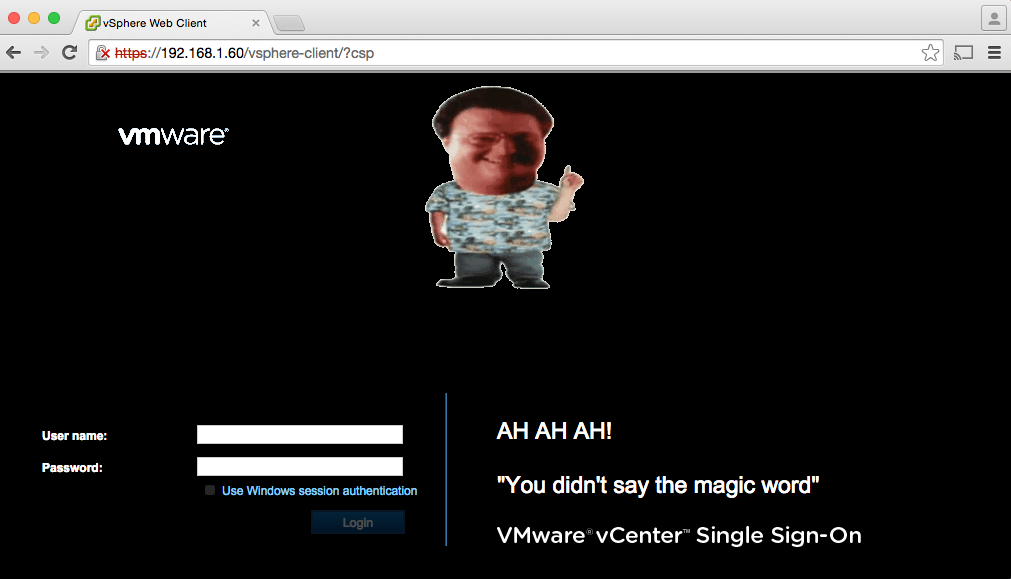 vSphere Web Client
https://192.168.1.60/vsphere-client/?csp
vmware®
User name:
Password:
Use Windows session authentication
Login
AH AH AH!
"You didn't say the magic word"
VMware® vCenter™ Single Sign-On